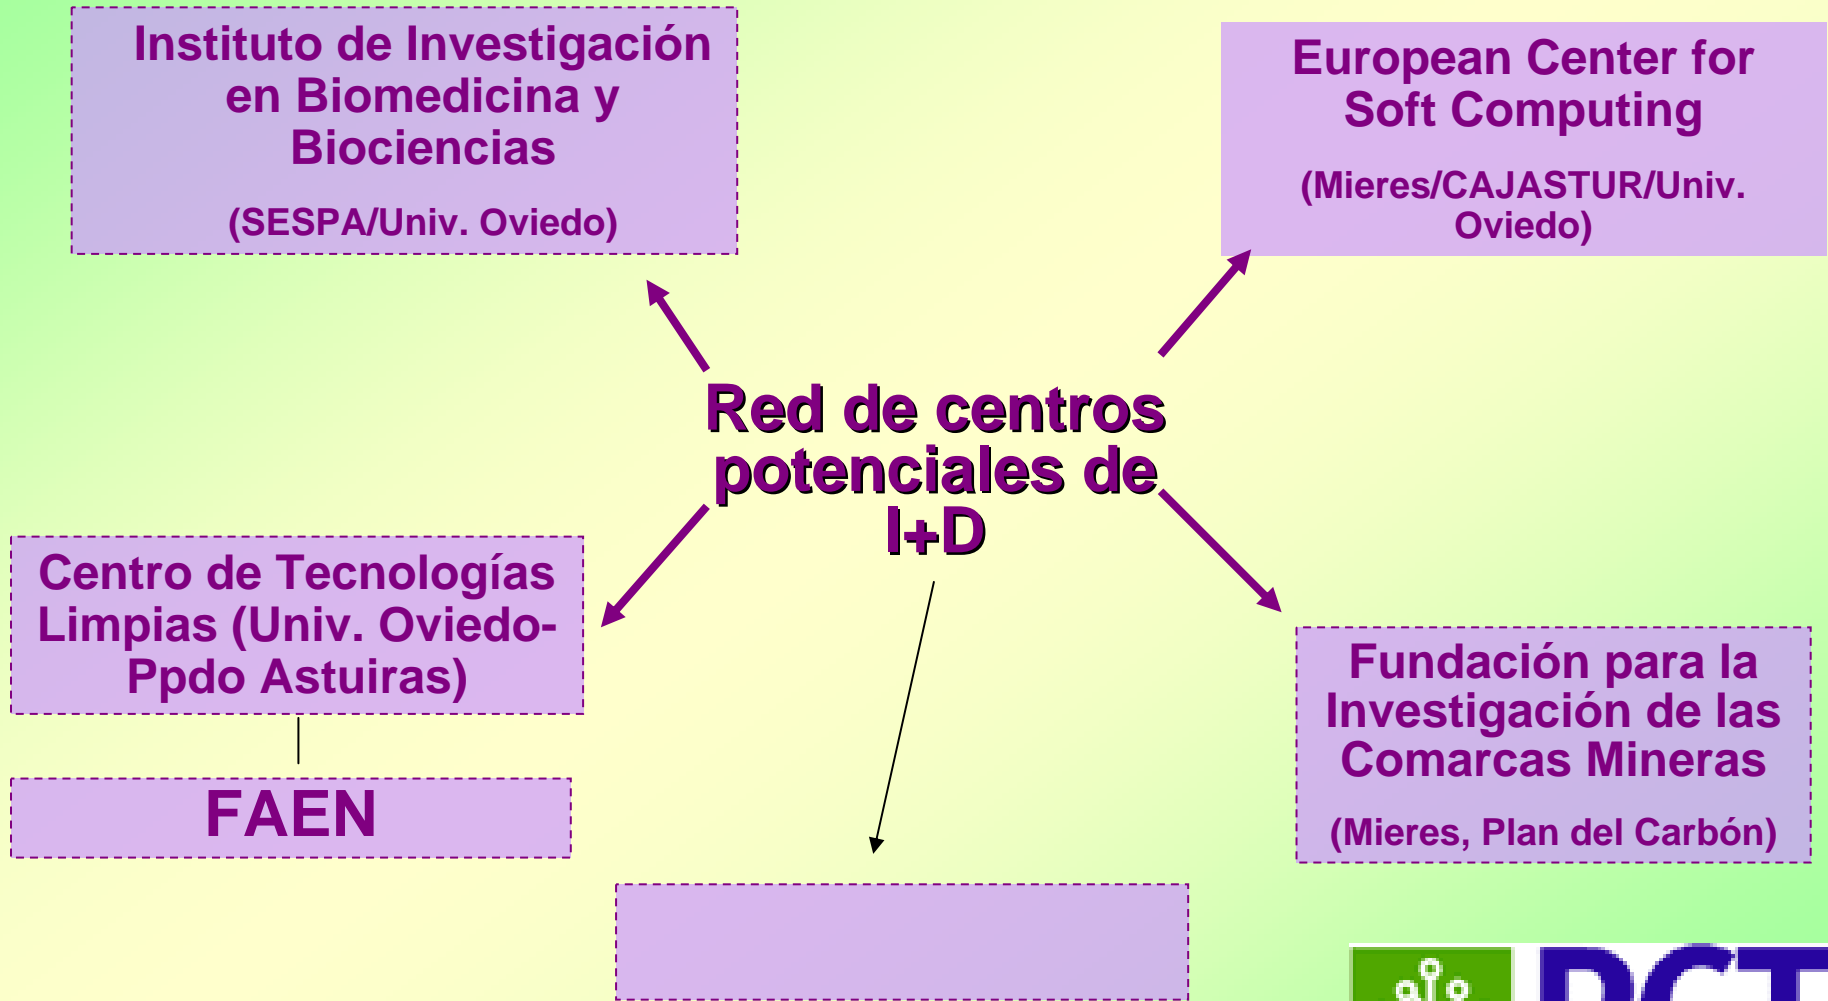 Instituto de Investigación
en Biomedicina y
Biociencias
(SESPA/Univ. Oviedo)
European Center for
Soft Computing
(Mieres/CAJASTUR/Univ.
Oviedo)
Red de centros
potenciales de
I+D
Centro de Tecnologías
Limpias (Univ. Oviedo-
Ppdo Astuiras)
FAEN
Fundación para la
Investigación de las
Comarcas Mineras
(Mieres, Plan del Carbón)
PCT